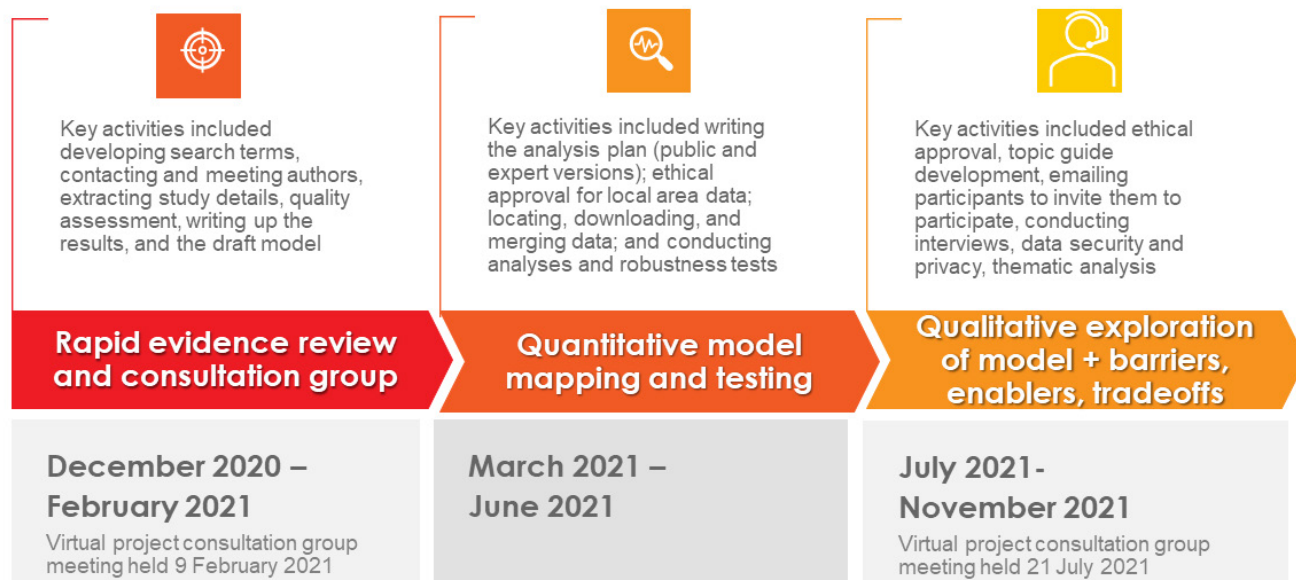 Key activities included
developing search terms,
contacting and meeting authors,
extracting study details, quality
assessment, writing up the
results, and the draft model
Key activities included writing
the analysis plan (public and
expert versions); ethical
approval for local area data;
locating, downloading, and
merging data; and conducting
analyses and robustness tests
Key activities included ethical
approval, topic guide
development, emailing
participants to invite them to
participate, conducting
interviews, data security and
privacy, thematic analysis
Rapid evidence review
and consultation group
Quantitative model
mapping and testing
Qualitative exploration
of model + barriers,
enablers, tradeoffs
December 2020 –
February 2021
Virtual project consultation group
meeting held 9 February 2021
March 2021 –
June 2021
July 2021-
November 2021
Virtual project consultation group
meeting held 21 July 2021